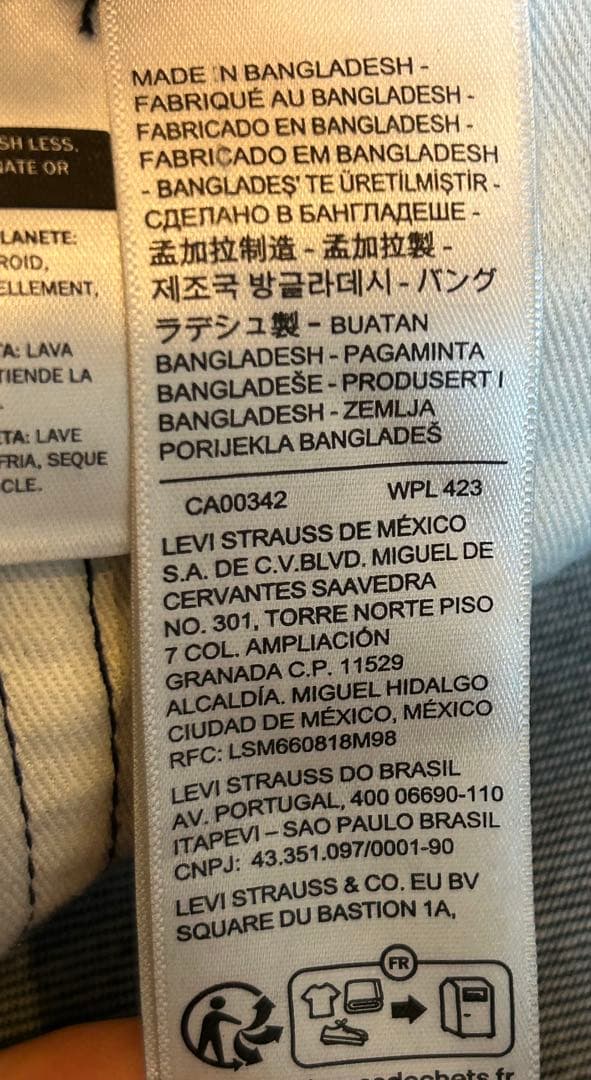 SH LESS,
ATE OR
LANETE:
ROID,
ELLEMENT,
A: LAVA
TIENDE LA
TA: LAVE
FRIA, SEQUE
CLE.
MADE IN BANGLADESH -
FABRIQUÉ AU BANGLADESH -
FABRICADO EN BANGLADESH -
FABRICADO EM BANGLADESH
- BANGLADEŞ' TE ÜRETİLMİŞTİR -
СДЕЛАНО В БАНГЛАДЕШЕ -
孟加拉制造 - 孟加拉製 -
제조국 방글라데시 - バング
ラデシュ製 - BUATAN
BANGLADESH - PAGAMINTA
BANGLADEŠE - PRODUSERT I
BANGLADESH - ZEMLJA
PORIJEKLA BANGLADEŠ
CA00342 WPL 423
LEVI STRAUSS DE MÉXICO
S.A. DE C.V.BLVD. MIGUEL DE
CERVANTES SAAVEDRA
NO. 301, TORRE NORTE PISO
7 COL. AMPLIACIÓN
GRANADA C.P. 11529
ALCALDÍA. MIGUEL HIDALGO
CIUDAD DE MÉXICO, MÉXICO
RFC: LSM660818M98
LEVI STRAUSS DO BRASIL
AV. PORTUGAL, 400 06690-110
ITAPEVI – SAO PAULO BRASIL
CNPJ: 43.351.097/0001-90
LEVI STRAUSS & CO. EU BV
SQUARE DU BASTION 1A,
FR